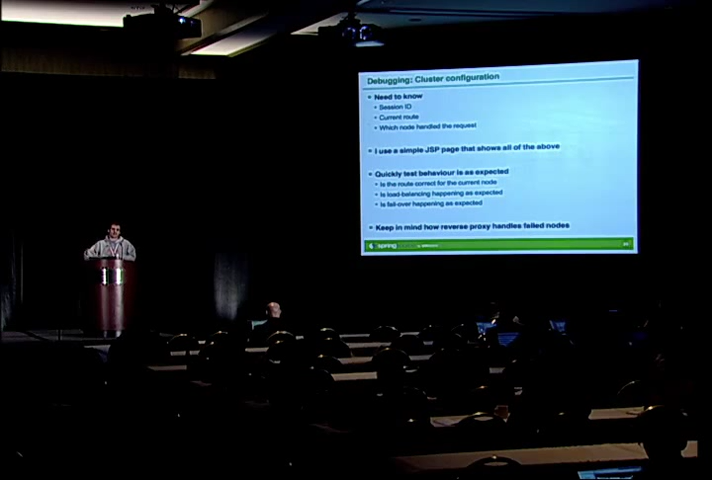 Debugging: Cluster configuration
Need to know
Session ID
Current route
Which node handled the request
I use a simple JSP page that shows all of the above
Quickly test behaviour is as expected
Is the route correct for the current node
Is load-balancing happening as expected
Is fail-over happening as expected
Keep in mind how reverse proxy handles failed nodes
spring